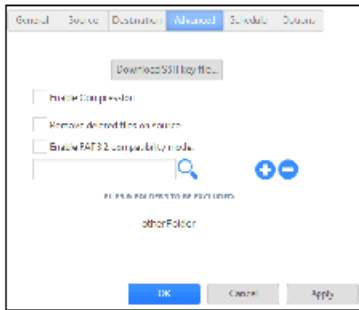 General Source Destination Advanced Schedule Options
Download SSH key file...
Enable Compression
Remove deleted files on source
Enable FAT32 compatibility mode.
FILES & FOLDERS TO BE EXCLUDED
otherFolder
OK Cancel Apply